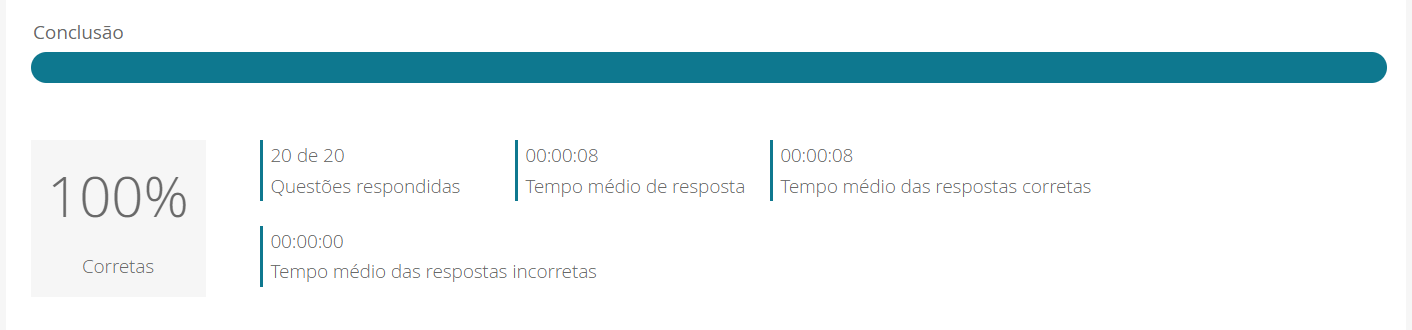 Conclusão
100%
Corretas
20 de 20
Questões respondidas
00:00:08
Tempo médio de resposta
00:00:08
Tempo médio das respostas corretas
00:00:00
Tempo médio das respostas incorretas